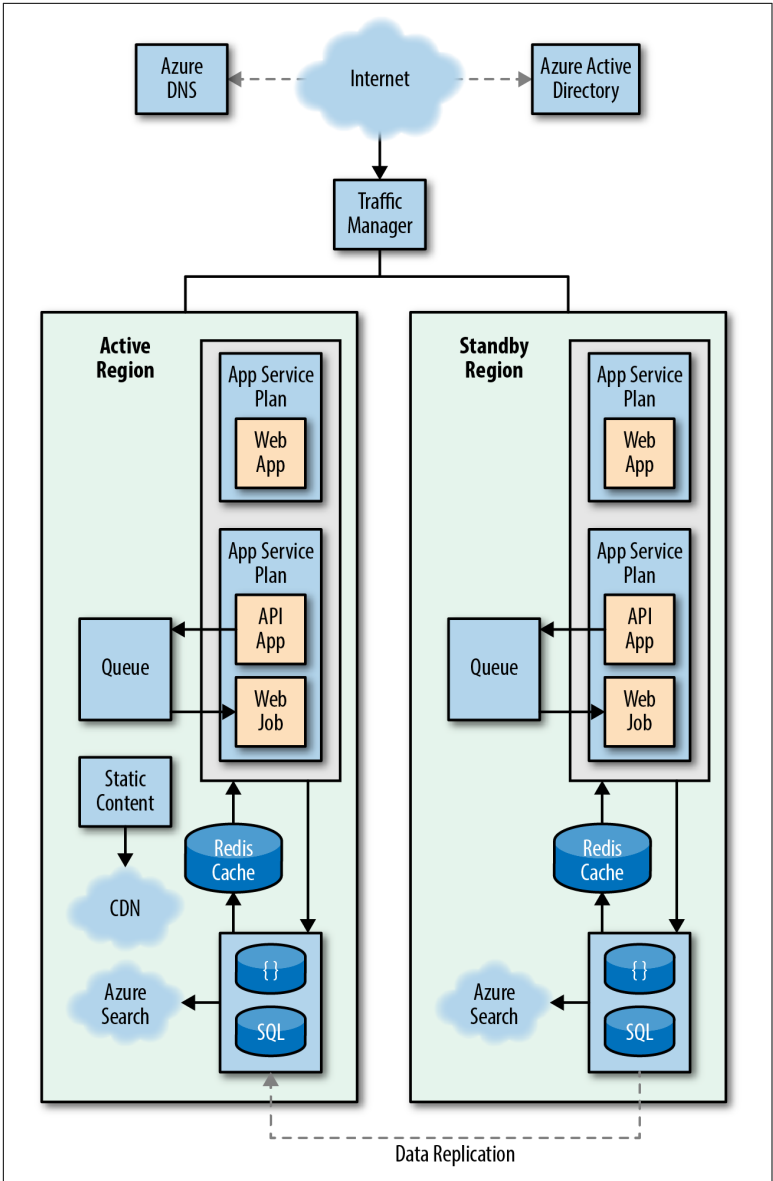 Azure
DNS
Internet
Azure Active
Directory
Traffic
Manager
Active
Region
App Service
Plan
Web
App
App Service
Plan
API
App
Queue
Web
Job
Static
Content
Redis
Cache
CDN
{ }
Azure
Search
SQL
Standby
Region
App Service
Plan
Web
App
App Service
Plan
API
App
Queue
Web
Job
Redis
Cache
{ }
Azure
Search
SQL
Data Replication